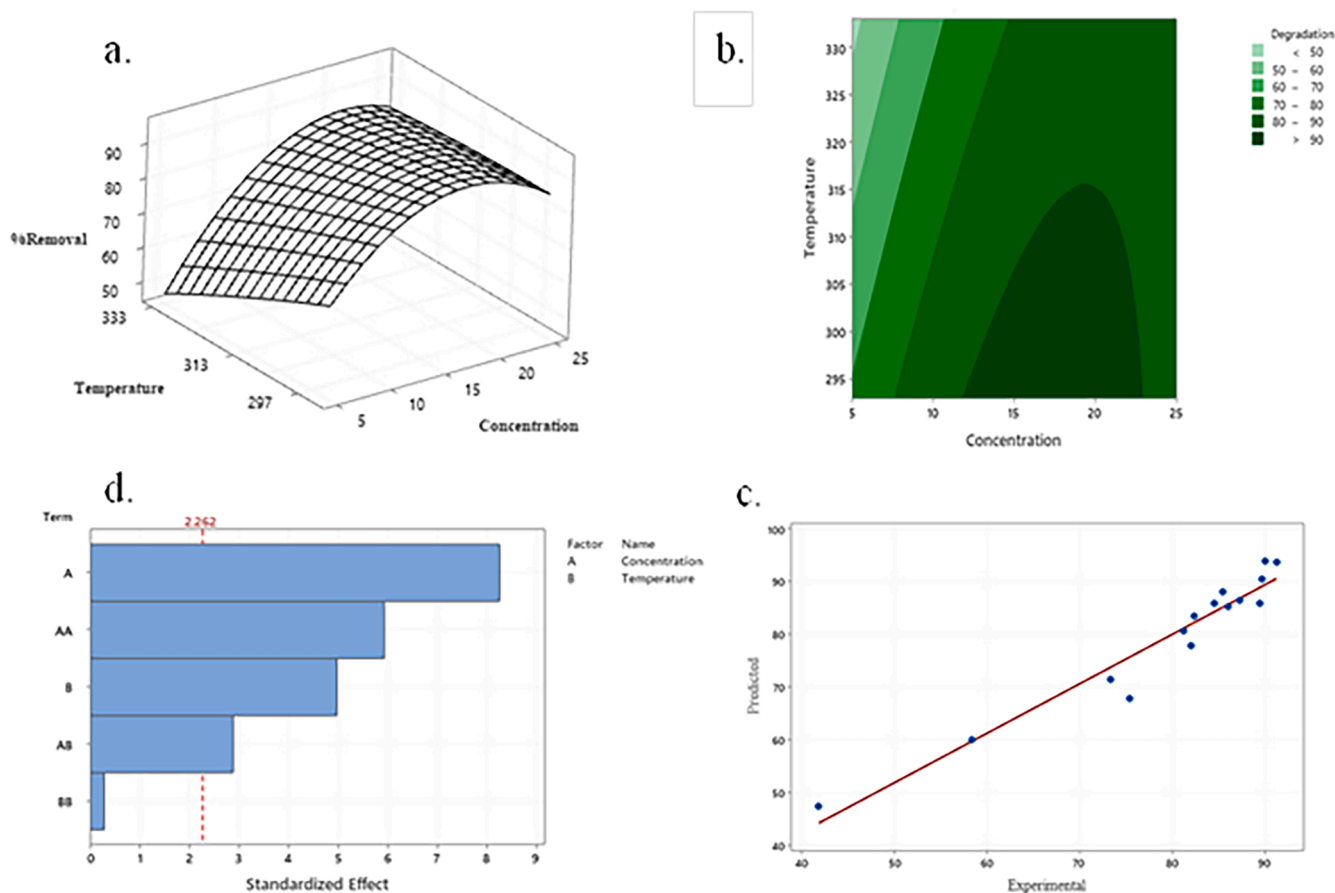 a.
%Removal
90
80
70
60
50
333
313
297
Temperature
5
10
15
20
25
Concentration
b.
Temperature
330
325
320
315
310
305
300
295
5
10
15
20
25
Concentration
Degradation
< 50
50 – 60
60 – 70
70 – 80
80 – 90
> 90
d.
Term
2.262
A
AA
B
AB
BB
0
1
2
3
4
5
6
7
8
9
Standardized Effect
Factor Name
A Concentration
B Temperature
c.
Predicted
100
90
80
70
60
50
40
40
50
60
70
80
90
Experimental